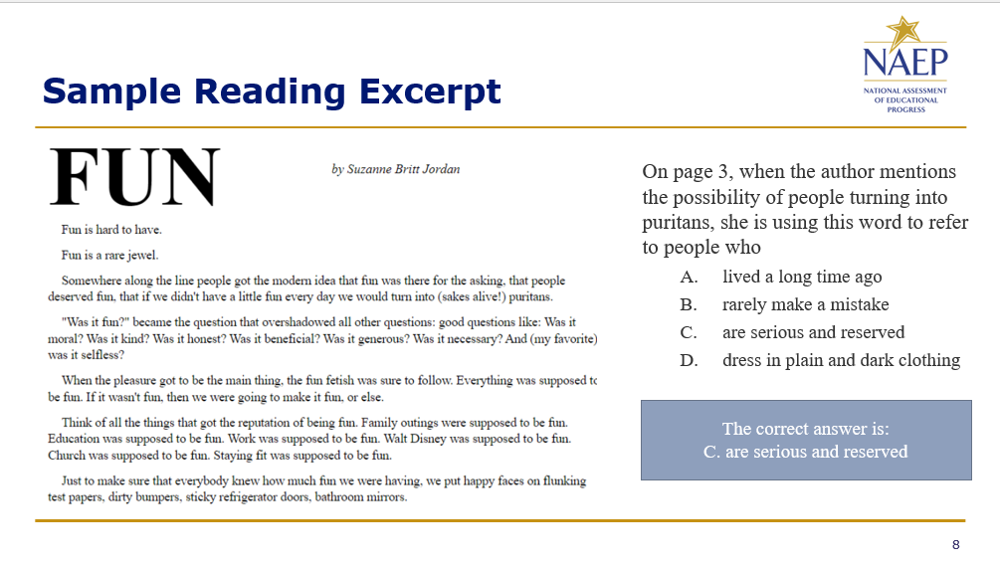 Sample Reading Excerpt
NAEP
NATIONAL ASSESSMENT
OF EDUCATIONAL
PROGRESS
FUN
by Suzanne Britt Jordan
Fun is hard to have.
Fun is a rare jewel.
Somewhere along the line people got the modern idea that fun was there for the asking, that people
deserved fun, that if we didn't have a little fun every day we would turn into (sakes alive!) puritans.
"Was it fun?" became the question that overshadowed all other questions: good questions like: Was it
moral? Was it kind? Was it honest? Was it beneficial? Was it generous? Was it necessary? And (my favorite)
was it selfless?
When the pleasure got to be the main thing, the fun fetish was sure to follow. Everything was supposed to
be fun. If it wasn't fun, then we were going to make it fun, or else.
Think of all the things that got the reputation of being fun. Family outings were supposed to be fun.
Education was supposed to be fun. Work was supposed to be fun. Walt Disney was supposed to be fun.
Church was supposed to be fun. Staying fit was supposed to be fun.
Just to make sure that everybody knew how much fun we were having, we put happy faces on flunking
test papers, dirty bumpers, sticky refrigerator doors, bathroom mirrors.
On page 3, when the author mentions
the possibility of people turning into
puritans, she is using this word to refer
to people who
A. lived a long time ago
B. rarely make a mistake
C. are serious and reserved
D. dress in plain and dark clothing
The correct answer is:
C. are serious and reserved
8